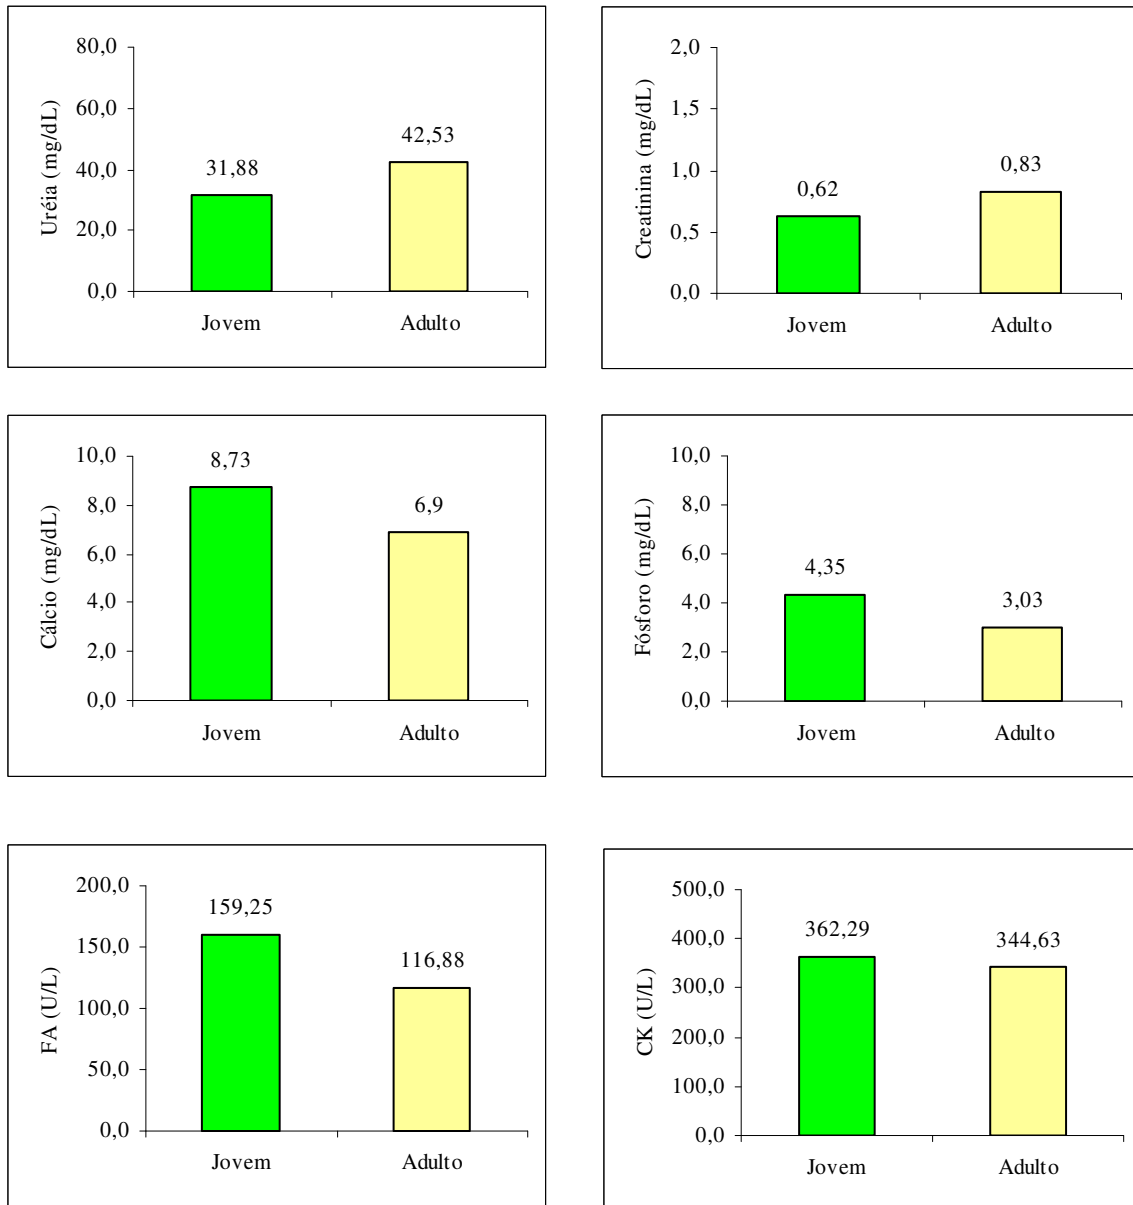 80,0
60,0
40,0
20,0
0,0
Uréia (mg/dL)
31,88
42,53
Jovem
Adulto
2,0
1,5
1,0
0,5
0,0
Creatinina (mg/dL)
0,62
0,83
Jovem
Adulto
10,0
8,0
6,0
4,0
2,0
0,0
Cálcio (mg/dL)
8,73
6,9
Jovem
Adulto
10,0
8,0
6,0
4,0
2,0
0,0
Fósforo (mg/dL)
4,35
3,03
Jovem
Adulto
200,0
150,0
100,0
50,0
0,0
FA (U/L)
159,25
116,88
Jovem
Adulto
500,0
400,0
300,0
200,0
100,0
0,0
CK (U/L)
362,29
344,63
Jovem
Adulto